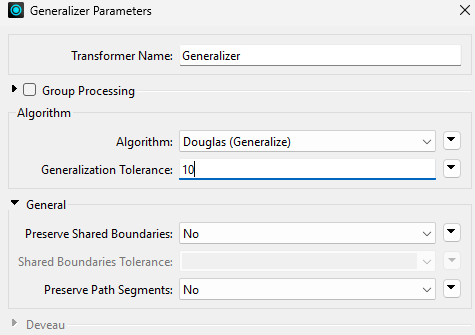 Generalizer Parameters
Transformer Name: Generalizer
Group Processing
Algorithm
Algorithm: Douglas (Generalize)
Generalization Tolerance: 10
General
Preserve Shared Boundaries: No
Shared Boundaries Tolerance:
Preserve Path Segments: No
Deveau